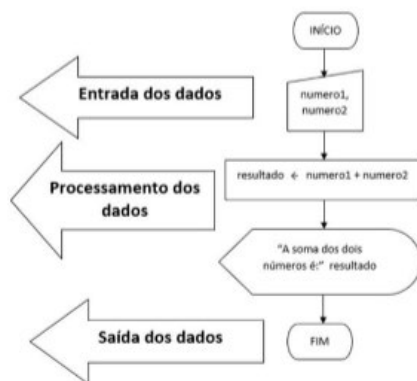 INÍCIO
Entrada dos dados
numero1,
numero2
Processamento dos
dados
resultado ← numero1 + numero2
"A soma dos dois
números é:" resultado
Saída dos dados
FIM